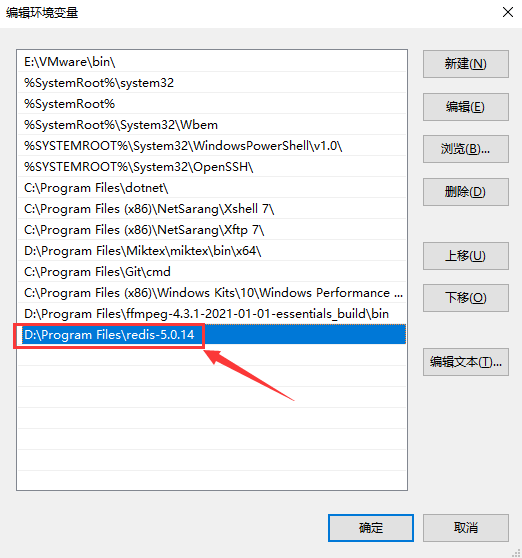 编辑环境变量
E:\VMware\bin\
%SystemRoot%\system32
%SystemRoot%
%SystemRoot%\System32\Wbem
%SYSTEMROOT%\System32\WindowsPowerShell\v1.0\
%SYSTEMROOT%\System32\OpenSSH\
C:\Program Files\dotnet\
C:\Program Files (x86)\NetSarang\Xshell 7\
C:\Program Files (x86)\NetSarang\Xftp 7\
D:\Program Files\Miktex\miktex\bin\x64\
C:\Program Files\Git\cmd
C:\Program Files (x86)\Windows Kits\10\Windows Performance ...
D:\Program Files\ffmpeg-4.3.1-2021-01-01-essentials_build\bin
D:\Program Files\redis-5.0.14
新建(N)
编辑(E)
浏览(B)...
删除(D)
上移(U)
下移(O)
编辑文本(T)...
确定
取消